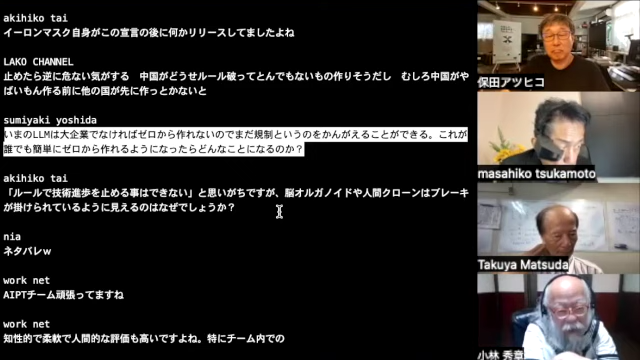 akihiko tai
イーロンマスク自身がこの宣言の後に何かリリースしてましたよね
LAKO CHANNEL
止めたら逆に危ない気がする　中国がどうせルール破ってとんでもないもの作りそうだし　むしろ中国がや
ばいもん作る前に他の国が先に作っとかないと
sumiyaki yoshida
いまのLLMは大企業でなければゼロから作れないのでまだ規制というのをかんがえることができる。これが
誰でも簡単にゼロから作れるようになったらどんなことになるのか？
akihiko tai
「ルールで技術進歩を止める事はできない」と思いがちですが、脳オルガノイドや人間クローンはブレーキ
が掛けられているように見えるのはなぜでしょうか？
nia
ネタバレｗ
work net
AIPTチーム頑張ってますね
work net
知性的で柔軟で人間的な評価も高いですよね。特にチーム内での
保田アツヒコ
masahiko tsukamoto
Takuya Matsuda
小林 秀章